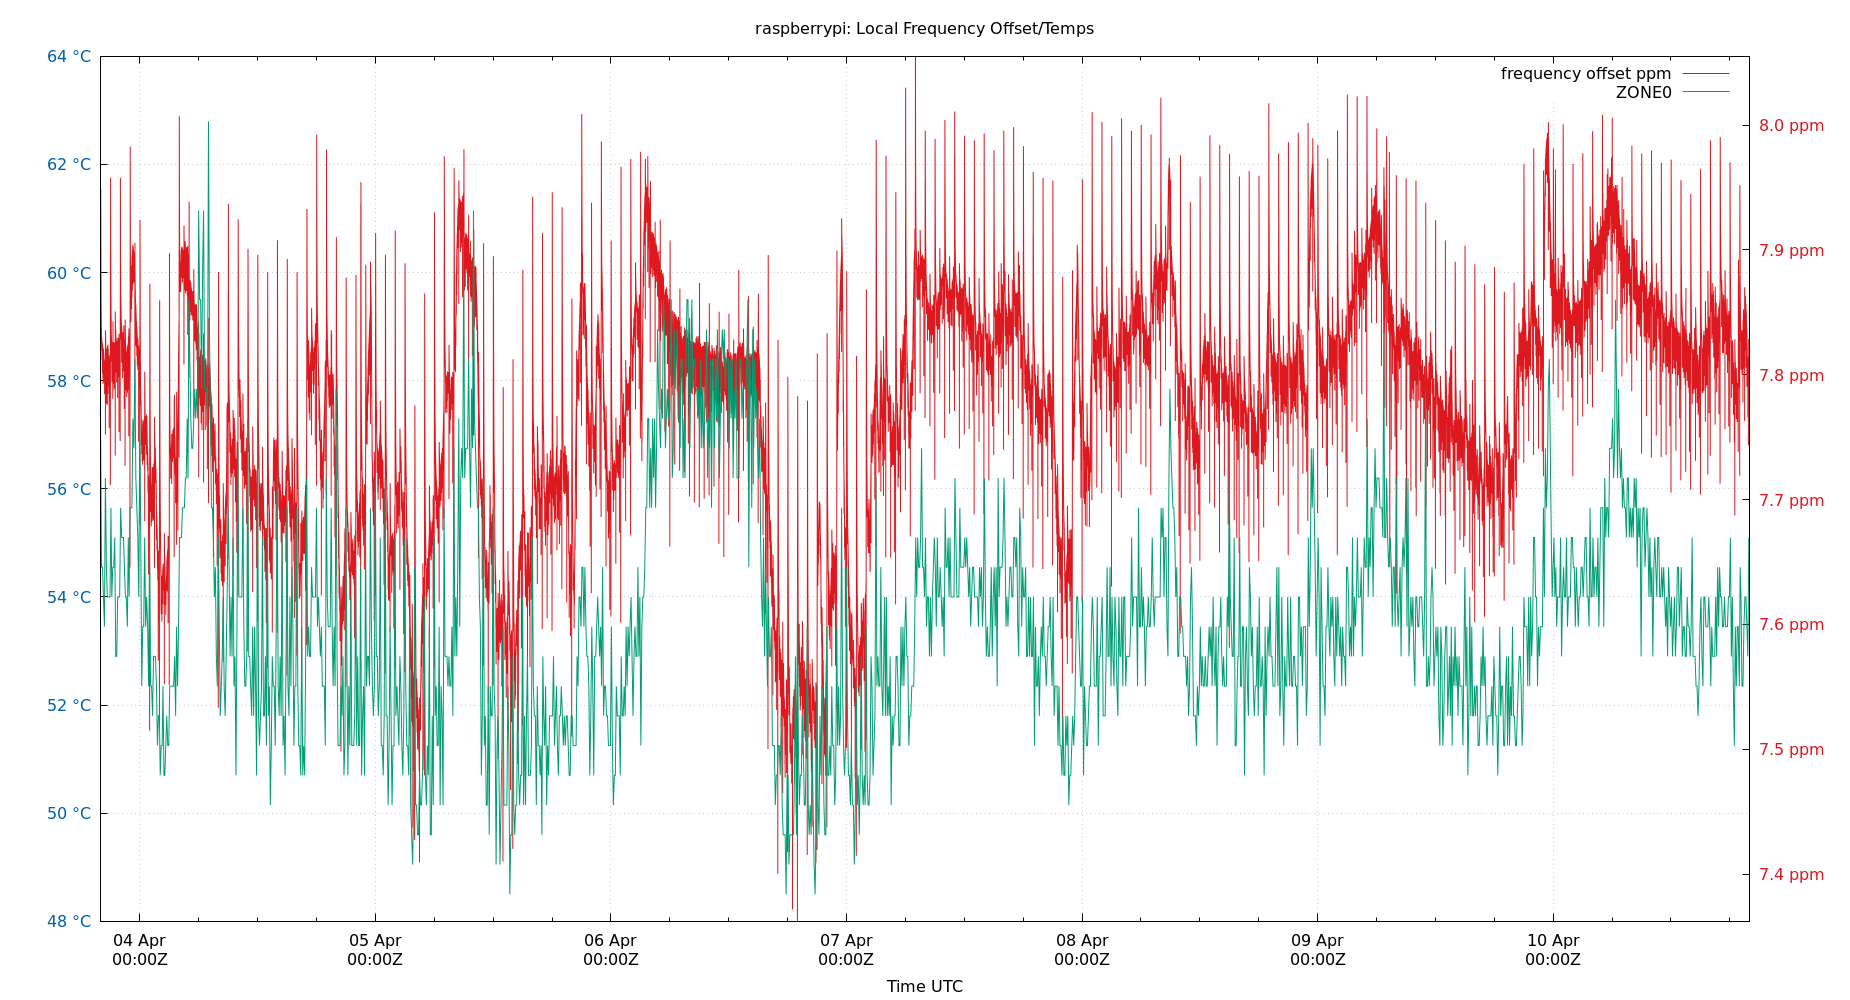 raspberrypi: Local Frequency Offset/Temps
64 °C
62 °C
60 °C
58 °C
56 °C
54 °C
52 °C
50 °C
48 °C
frequency offset ppm
ZONE0
8.0 ppm
7.9 ppm
7.8 ppm
7.7 ppm
7.6 ppm
7.5 ppm
7.4 ppm
04 Apr
00:00Z
05 Apr
00:00Z
06 Apr
00:00Z
07 Apr
00:00Z
08 Apr
00:00Z
09 Apr
00:00Z
10 Apr
00:00Z
Time UTC